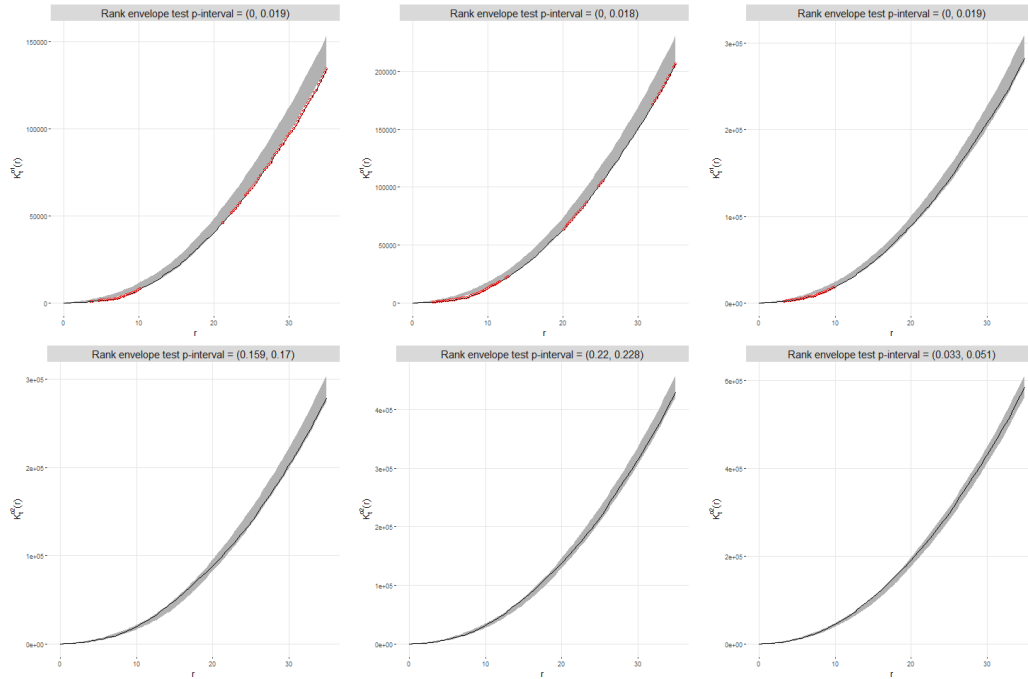 Rank envelope test p-interval = (0, 0.019)
150000
100000
50000
0
0
10
20
30
r
Rank envelope test p-interval = (0, 0.018)
200000
150000
100000
50000
0
0
10
20
30
r
Rank envelope test p-interval = (0, 0.019)
3e+05
2e+05
1e+05
0e+00
0
10
20
30
r
Rank envelope test p-interval = (0.159, 0.17)
3e+05
2e+05
1e+05
0e+00
0
10
20
30
r
Rank envelope test p-interval = (0.22, 0.228)
4e+05
3e+05
2e+05
1e+05
0e+00
0
10
20
30
r
Rank envelope test p-interval = (0.033, 0.051)
6e+05
4e+05
2e+05
0e+00
0
10
20
30
r